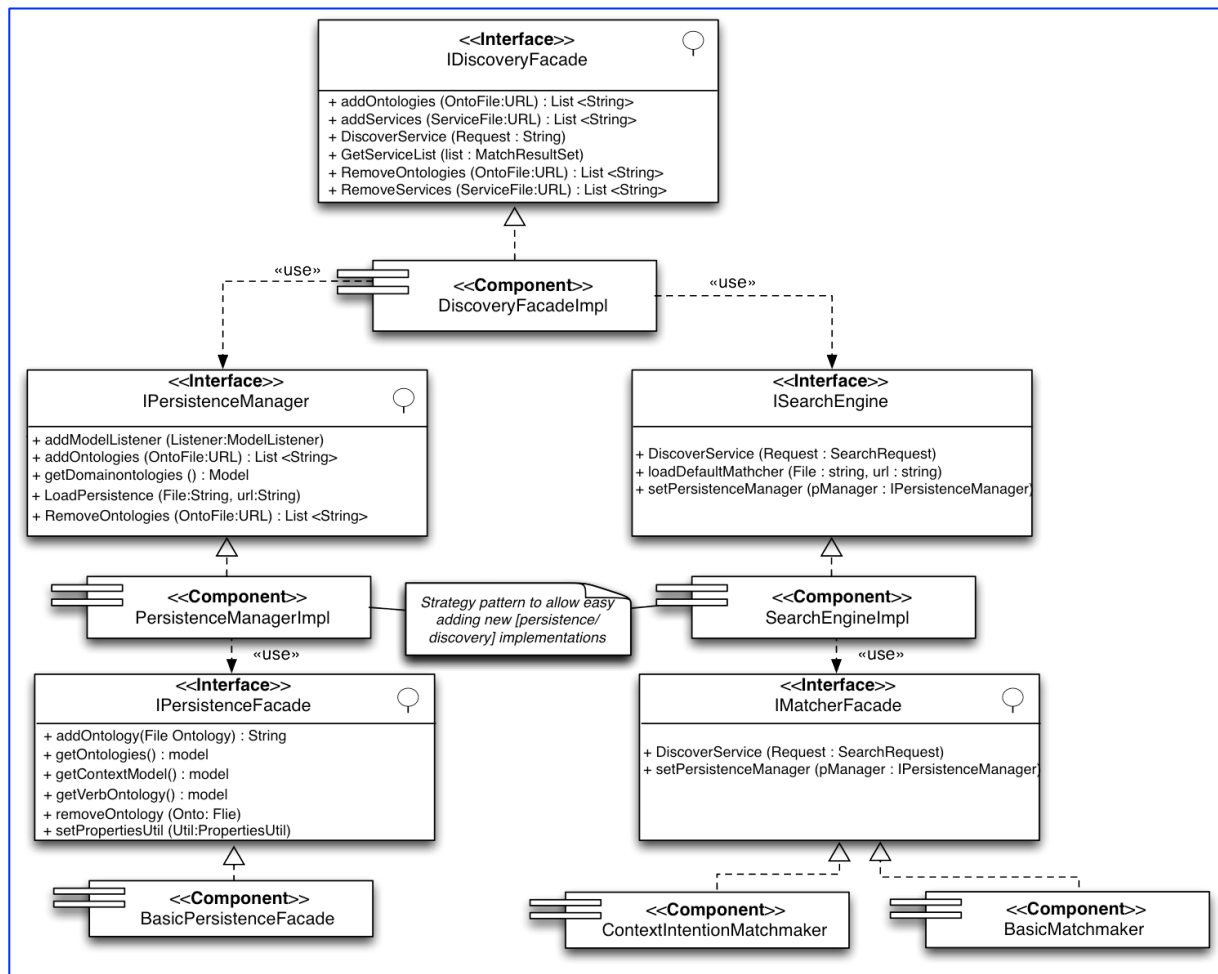 <<Interface>>
IDiscoveryFacade
+ addOntologies (OntoFile:URL) : List <String>
+ addServices (ServiceFile:URL) : List <String>
+ DiscoverService (Request : String)
+ GetServiceList (list : MatchResultSet)
+ RemoveOntologies (OntoFile:URL) : List <String>
+ RemoveServices (ServiceFile:URL) : List <String>
«use»
<<Component>>
DiscoveryFacadeImpl
«use»
<<Interface>>
IPersistenceManager
+ addModelListener (Listener:ModelListener)
+ addOntologies (OntoFile:URL) : List <String>
+ getDomainontologies () : Model
+ LoadPersistence (File:String, url:String)
+ RemoveOntologies (OntoFile:URL) : List <String>
<<Interface>>
ISearchEngine
+ DiscoverService (Request : SearchRequest)
+ loadDefaultMathcher (File : string, url : string)
+ setPersistenceManager (pManager : IPersistenceManager)
<<Component>>
PersistenceManagerImpl
Strategy pattern to allow easy
adding new [persistence/
discovery] implementations
<<Component>>
SearchEngineImpl
«use»
«use»
<<Interface>>
IPersistenceFacade
+ addOntology(File Ontology) : String
+ getOntologies() : model
+ getContextModel() : model
+ getVerbOntology() : model
+ removeOntology (Onto: Flie)
+ setPropertiesUtil (Util:PropertiesUtil)
<<Interface>>
IMatcherFacade
+ DiscoverService (Request : SearchRequest)
+ setPersistenceManager (pManager : IPersistenceManager)
<<Component>>
BasicPersistenceFacade
<<Component>>
ContextIntentionMatchmaker
<<Component>>
BasicMatchmaker